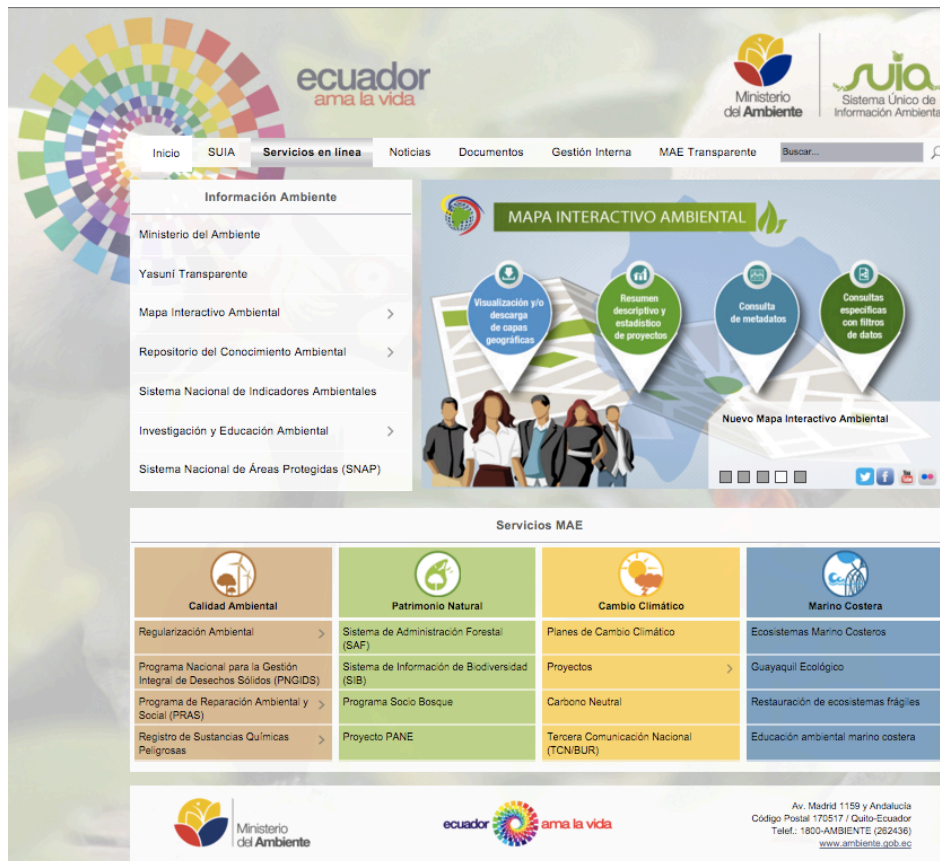 ecuador
ama la vida
Ministerio
del Ambiente
suia
Sistema Único de
Información Ambienta
Inicio SUIA Servicios en línea Noticias Documentos Gestión Interna MAE Transparente Buscar...
Información Ambiente
Ministerio del Ambiente
Yasuní Transparente
Mapa Interactivo Ambiental
Repositorio del Conocimiento Ambiental
Sistema Nacional de Indicadores Ambientales
Investigación y Educación Ambiental
Sistema Nacional de Áreas Protegidas (SNAP)
MAPA INTERACTIVO AMBIENTAL
Visualización y/o
descarga
de capas
geográficas
Resumen
descriptivo y
estadístico
de proyectos
Consulta
de metadatos
Consultas
específicas
con filtros
de datos
Nuevo Mapa Interactivo Ambiental
Servicios MAE
Calidad Ambiental
Regularización Ambiental
Programa Nacional para la Gestión
Integral de Desechos Sólidos (PNGIDS)
Programa de Reparación Ambiental y
Social (PRAS)
Registro de Sustancias Químicas
Peligrosas
Patrimonio Natural
Sistema de Administración Forestal
(SAF)
Sistema de Información de Biodiversidad
(SIB)
Programa Socio Bosque
Proyecto PANE
Cambio Climático
Planes de Cambio Climático
Proyectos
Carbono Neutral
Tercera Comunicación Nacional
(TCN/BUR)
Marino Costera
Ecosistemas Marino Costeros
Guayaquil Ecológico
Restauración de ecosistemas frágiles
Educación ambiental marino costera
Ministerio
del Ambiente
ecuador ama la vida
Av. Madrid 1159 y Andalucía
Código Postal 170517 / Quito-Ecuador
Telef.: 1800-AMBIENTE (262436)
www.ambiente.gob.ec